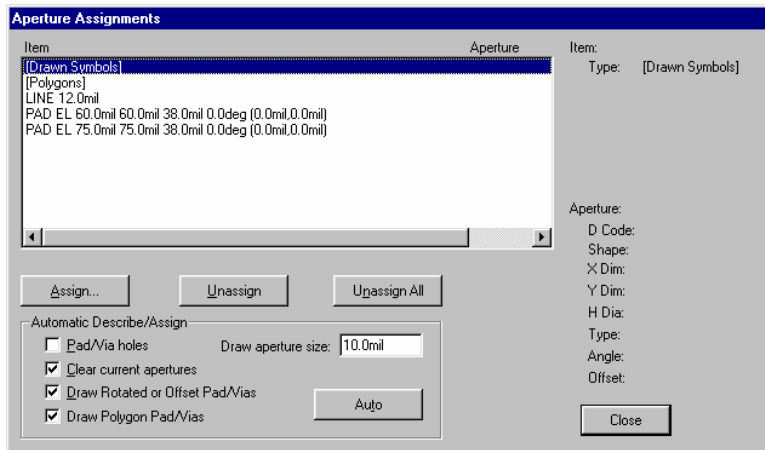 Aperture Assignments
Item Aperture
[Drawn Symbols]
[Polygons]
LINE 12.0mil
PAD EL 60.0mil 60.0mil 38.0mil 0.0deg (0.0mil,0.0mil)
PAD EL 75.0mil 75.0mil 38.0mil 0.0deg (0.0mil,0.0mil)
Assign...
Unassign
Unassign All
Automatic Describe/Assign
Pad/Via holes
Draw aperture size: 10.0mil
Clear current apertures
Draw Rotated or Offset Pad/Vias
Draw Polygon Pad/Vias
Auto
Item:
Type: [Drawn Symbols]
Aperture:
D Code:
Shape:
X Dim:
Y Dim:
H Dia:
Type:
Angle:
Offset:
Close